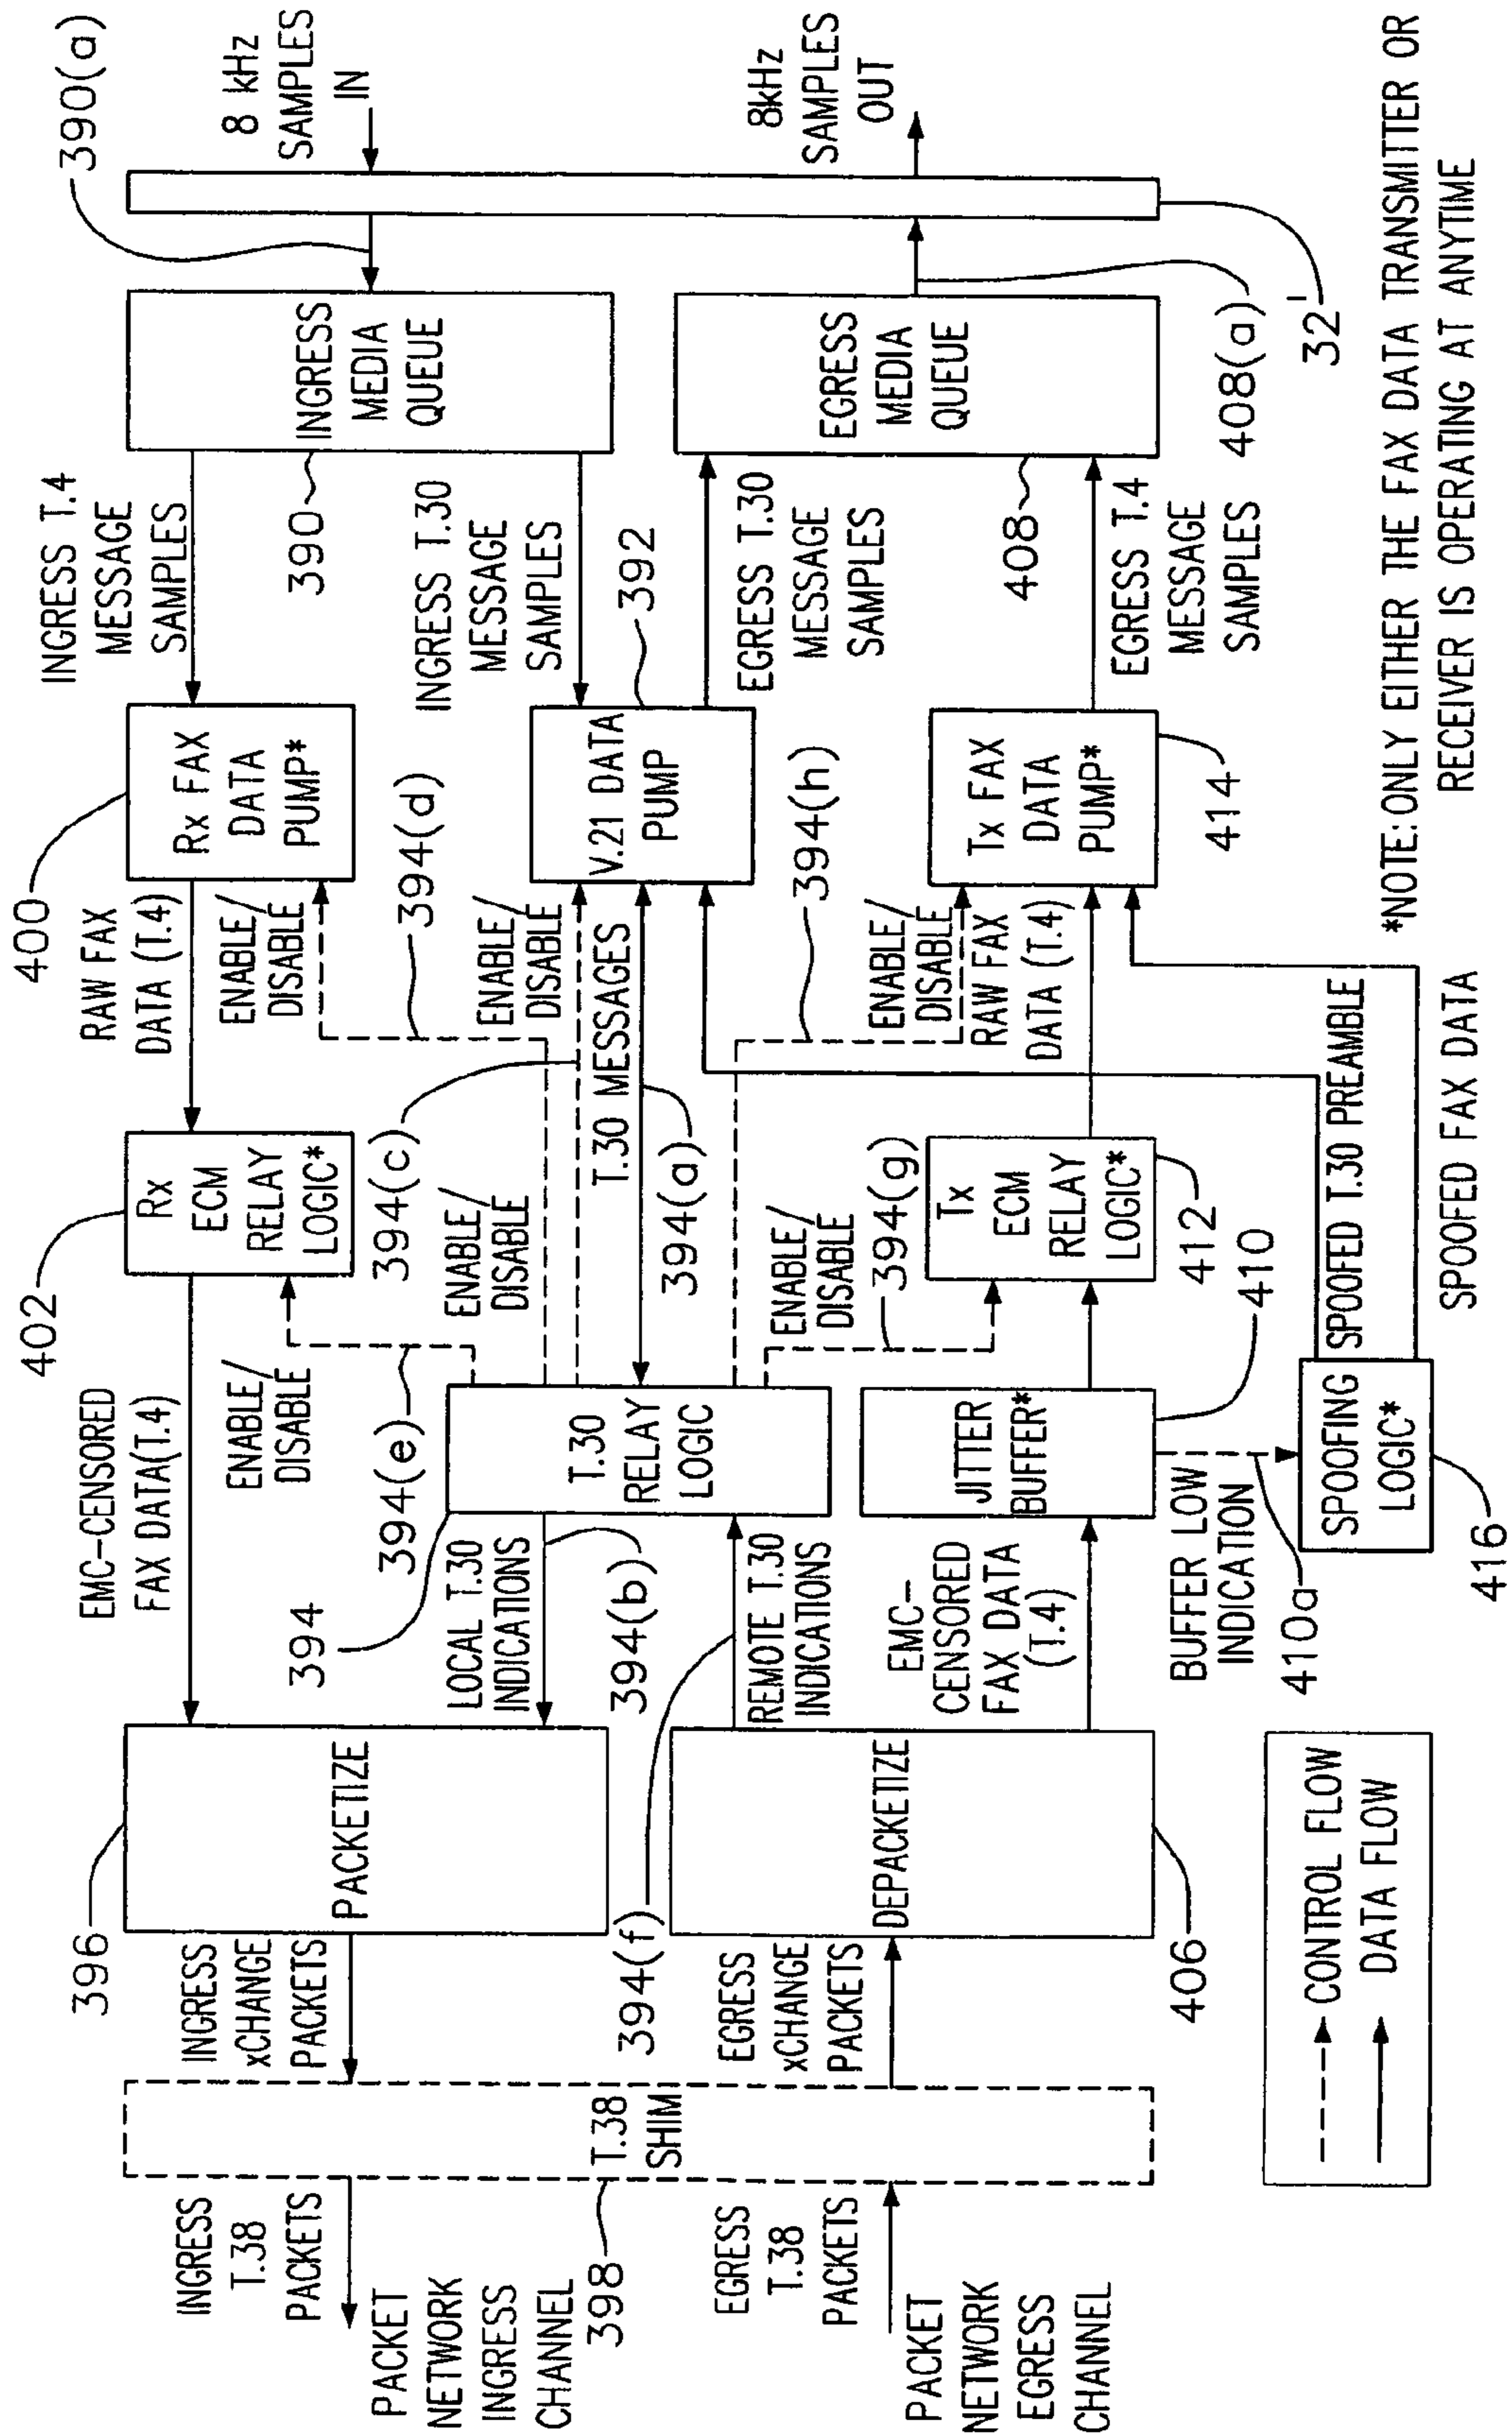 INGRESS
T.38
PACKETS
PACKET
NETWORK
INGRESS
CHANNEL
398
EGRESS
T.38
PACKETS
PACKET
NETWORK
EGRESS
CHANNEL
T.38
SHIM
396
INGRESS
xCHANGE
PACKETS
PACKETIZE
394(f)
EGRESS
xCHANGE
PACKETS
DEPACKETIZE
406
EMC-CENSORED
FAX DATA(T.4)
394
LOCAL T.30
INDICATIONS
394(b)
REMOTE T.30
INDICATIONS
EMC-
CENSORED
FAX DATA
(T.4)
BUFFER LOW
INDICATION
410a
402
Rx
ECM
RELAY
LOGIC*
ENABLE/
DISABLE
394(e)
T.30
RELAY
LOGIC
JITTER
BUFFER*
410
SPOOFING
LOGIC*
416
394(c)
ENABLE/
DISABLE
394(a)
T.30 MESSAGES
ENABLE/
DISABLE
394(g)
Tx
ECM
RELAY
LOGIC*
412
SPOOFED T.30 PREAMBLE
SPOOFED FAX DATA
400
RAW FAX
DATA (T.4)
ENABLE/
DISABLE
394(d)
ENABLE/
DISABLE
394(h)
ENABLE/
DISABLE
RAW FAX
DATA (T.4)
Rx FAX
DATA
PUMP*
V.21 DATA
PUMP
392
Tx FAX
DATA
PUMP*
414
INGRESS T.4
MESSAGE
SAMPLES
INGRESS T.30
MESSAGE
SAMPLES
EGRESS T.30
MESSAGE
SAMPLES
EGRESS T.4
MESSAGE
SAMPLES
390
INGRESS
MEDIA
QUEUE
408
EGRESS
MEDIA
QUEUE
390(a)
408(a)
32'
8 kHz
SAMPLES
IN
8kHz
SAMPLES
OUT
CONTROL FLOW
DATA FLOW
*NOTE: ONLY EITHER THE FAX DATA TRANSMITTER OR
RECEIVER IS OPERATING AT ANYTIME